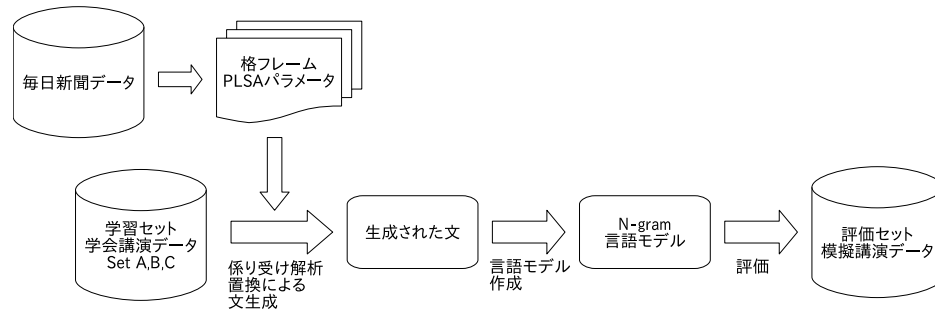 毎日新聞データ
格フレーム
PLSAパラメータ
学習セット
学会講演データ
Set A,B,C
係り受け解析
置換による
文生成
生成された文
言語モデル
作成
N-gram
言語モデル
評価
評価セット
模擬講演データ